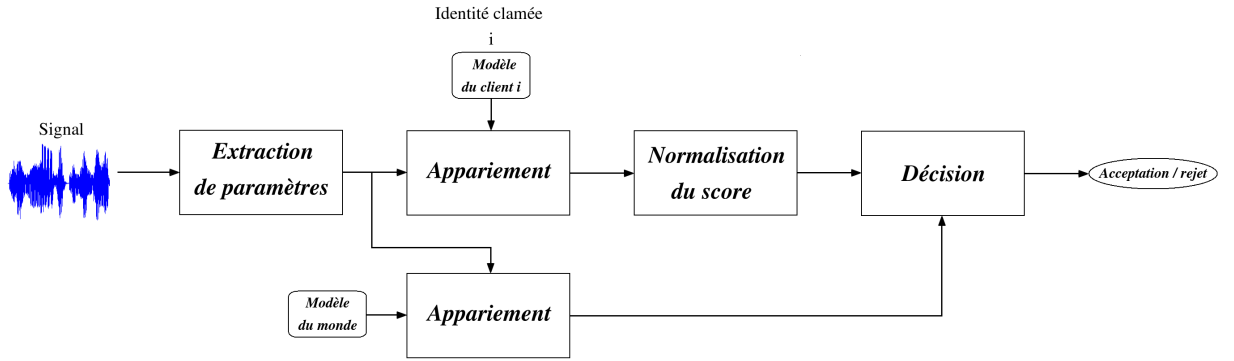 Identité clamée
i
Modèle
du client i
Signal
Extraction
de paramètres
Appariement
Normalisation
du score
Décision
Acceptation / rejet
Modèle
du monde
Appariement